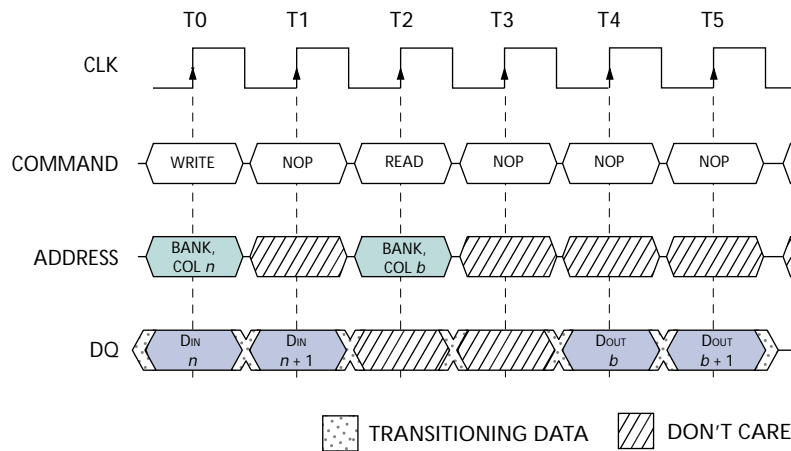 T0 T1 T2 T3 T4 T5
CLK
COMMAND WRITE NOP READ NOP NOP NOP
ADDRESS
BANK, COL n
BANK, COL b
DQ
DIN n
DIN n + 1
DOUT b
DOUT b + 1
TRANSITIONING DATA DON'T CARE